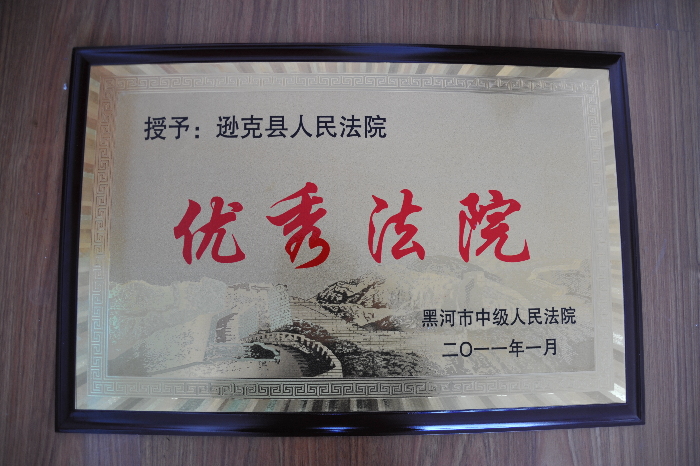 授予：逊克县人民法院
优秀法院
黑河市中级人民法院
二〇一一年一月